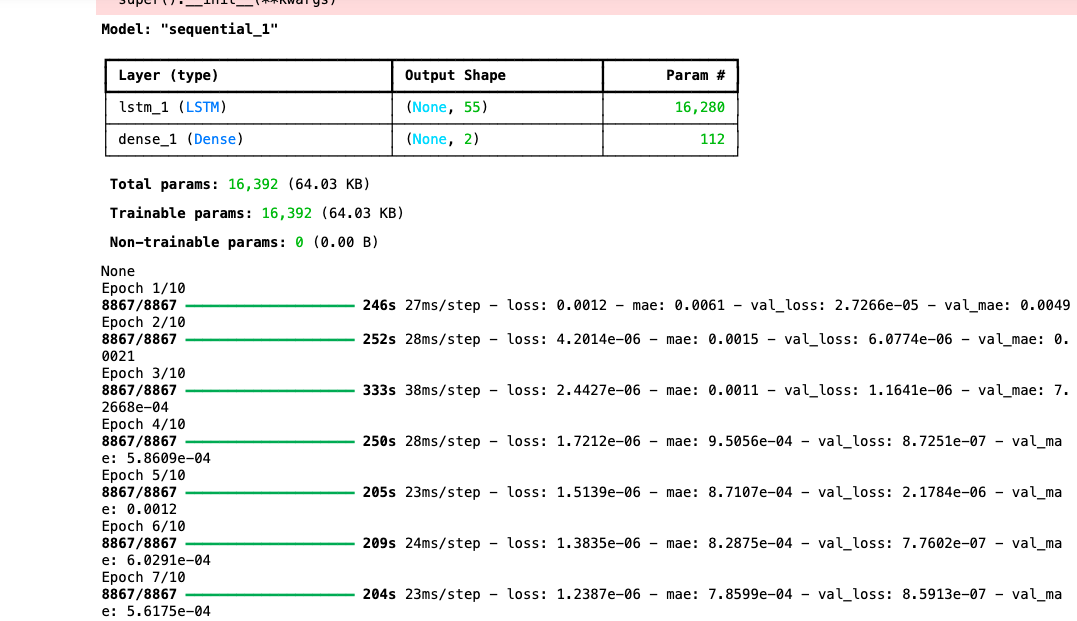 super().__init__(**kwargs)
Model: "sequential_1"
Layer (type) Output Shape Param #
lstm_1 (LSTM) (None, 55) 16,280
dense_1 (Dense) (None, 2) 112
Total params: 16,392 (64.03 KB)
Trainable params: 16,392 (64.03 KB)
Non-trainable params: 0 (0.00 B)
None
Epoch 1/10
8867/8867 ━━━━━━━━━━━━━━━━━━━━ 246s 27ms/step - loss: 0.0012 - mae: 0.0061 - val_loss: 2.7266e-05 - val_mae: 0.0049
Epoch 2/10
8867/8867 ━━━━━━━━━━━━━━━━━━━━ 252s 28ms/step - loss: 4.2014e-06 - mae: 0.0015 - val_loss: 6.0774e-06 - val_mae: 0.
0021
Epoch 3/10
8867/8867 ━━━━━━━━━━━━━━━━━━━━ 333s 38ms/step - loss: 2.4427e-06 - mae: 0.0011 - val_loss: 1.1641e-06 - val_mae: 7.
2668e-04
Epoch 4/10
8867/8867 ━━━━━━━━━━━━━━━━━━━━ 250s 28ms/step - loss: 1.7212e-06 - mae: 9.5056e-04 - val_loss: 8.7251e-07 - val_ma
e: 5.8609e-04
Epoch 5/10
8867/8867 ━━━━━━━━━━━━━━━━━━━━ 205s 23ms/step - loss: 1.5139e-06 - mae: 8.7107e-04 - val_loss: 2.1784e-06 - val_ma
e: 0.0012
Epoch 6/10
8867/8867 ━━━━━━━━━━━━━━━━━━━━ 209s 24ms/step - loss: 1.3835e-06 - mae: 8.2875e-04 - val_loss: 7.7602e-07 - val_ma
e: 6.0291e-04
Epoch 7/10
8867/8867 ━━━━━━━━━━━━━━━━━━━━ 204s 23ms/step - loss: 1.2387e-06 - mae: 7.8599e-04 - val_loss: 8.5913e-07 - val_ma
e: 5.6175e-04